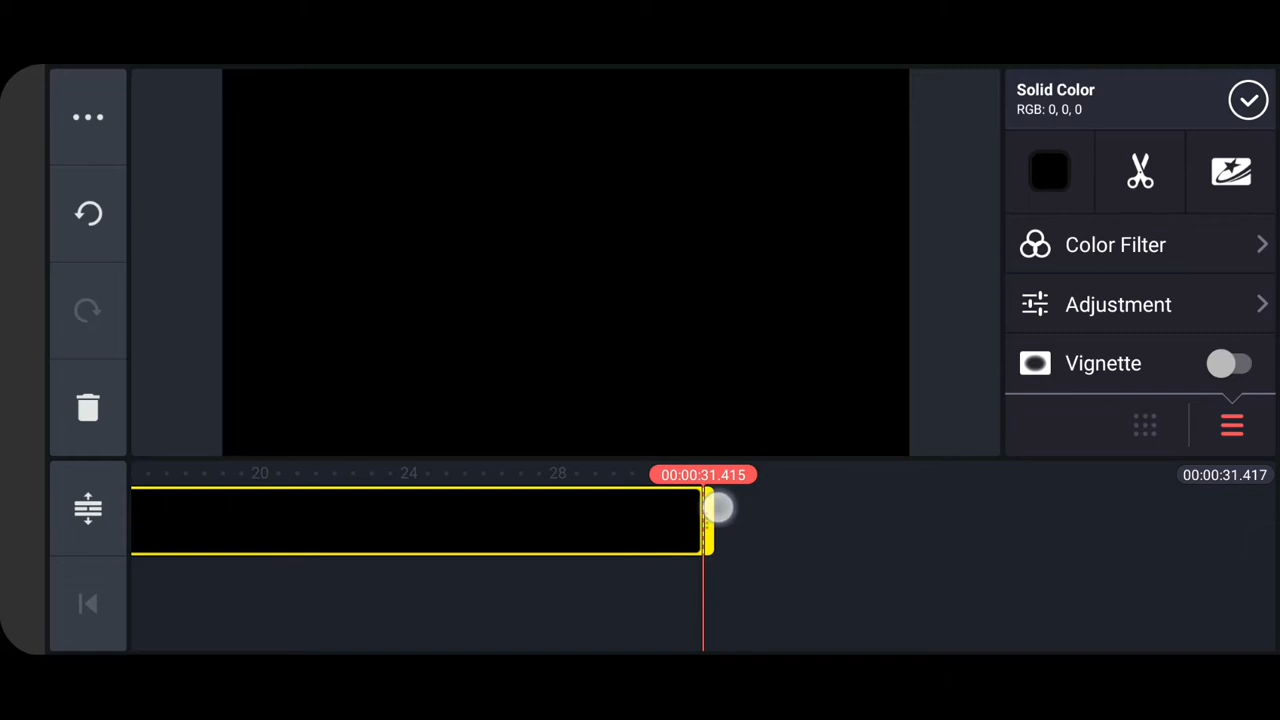 Solid Color
RGB: 0, 0, 0
Color Filter
Adjustment
Vignette
20
24
28
00:00:31.415
00:00:31.417